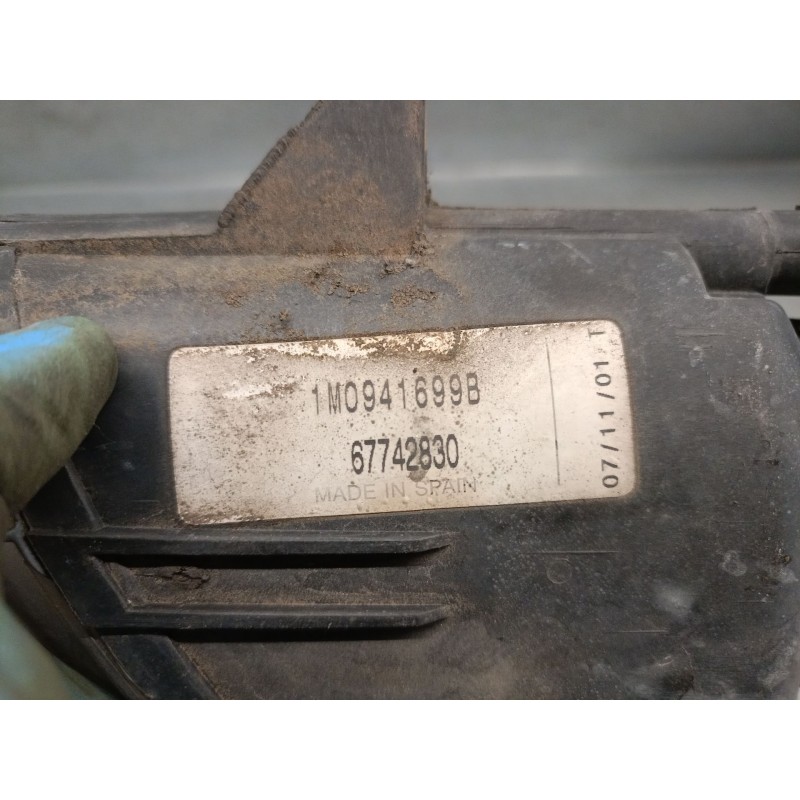 1M0941699B
67742830
MADE IN SPAIN
07/11/01 T